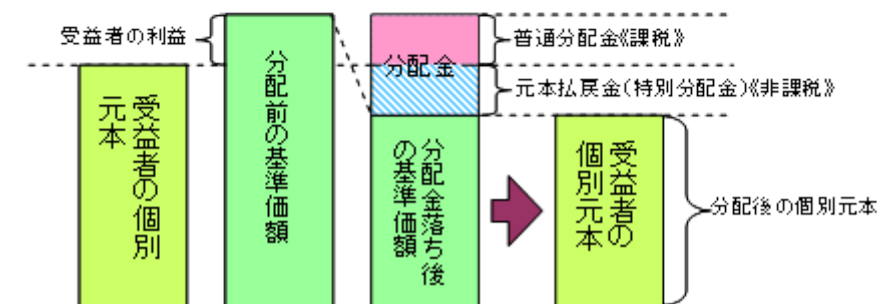 受益者の利益
普通分配金《課税》
分配金
元本払戻金(特別分配金)《非課税》
受益者の個別
元本
分配前の基準価額
分配金落ち後
の基準価額
受益者の
個別元本
分配後の個別元本